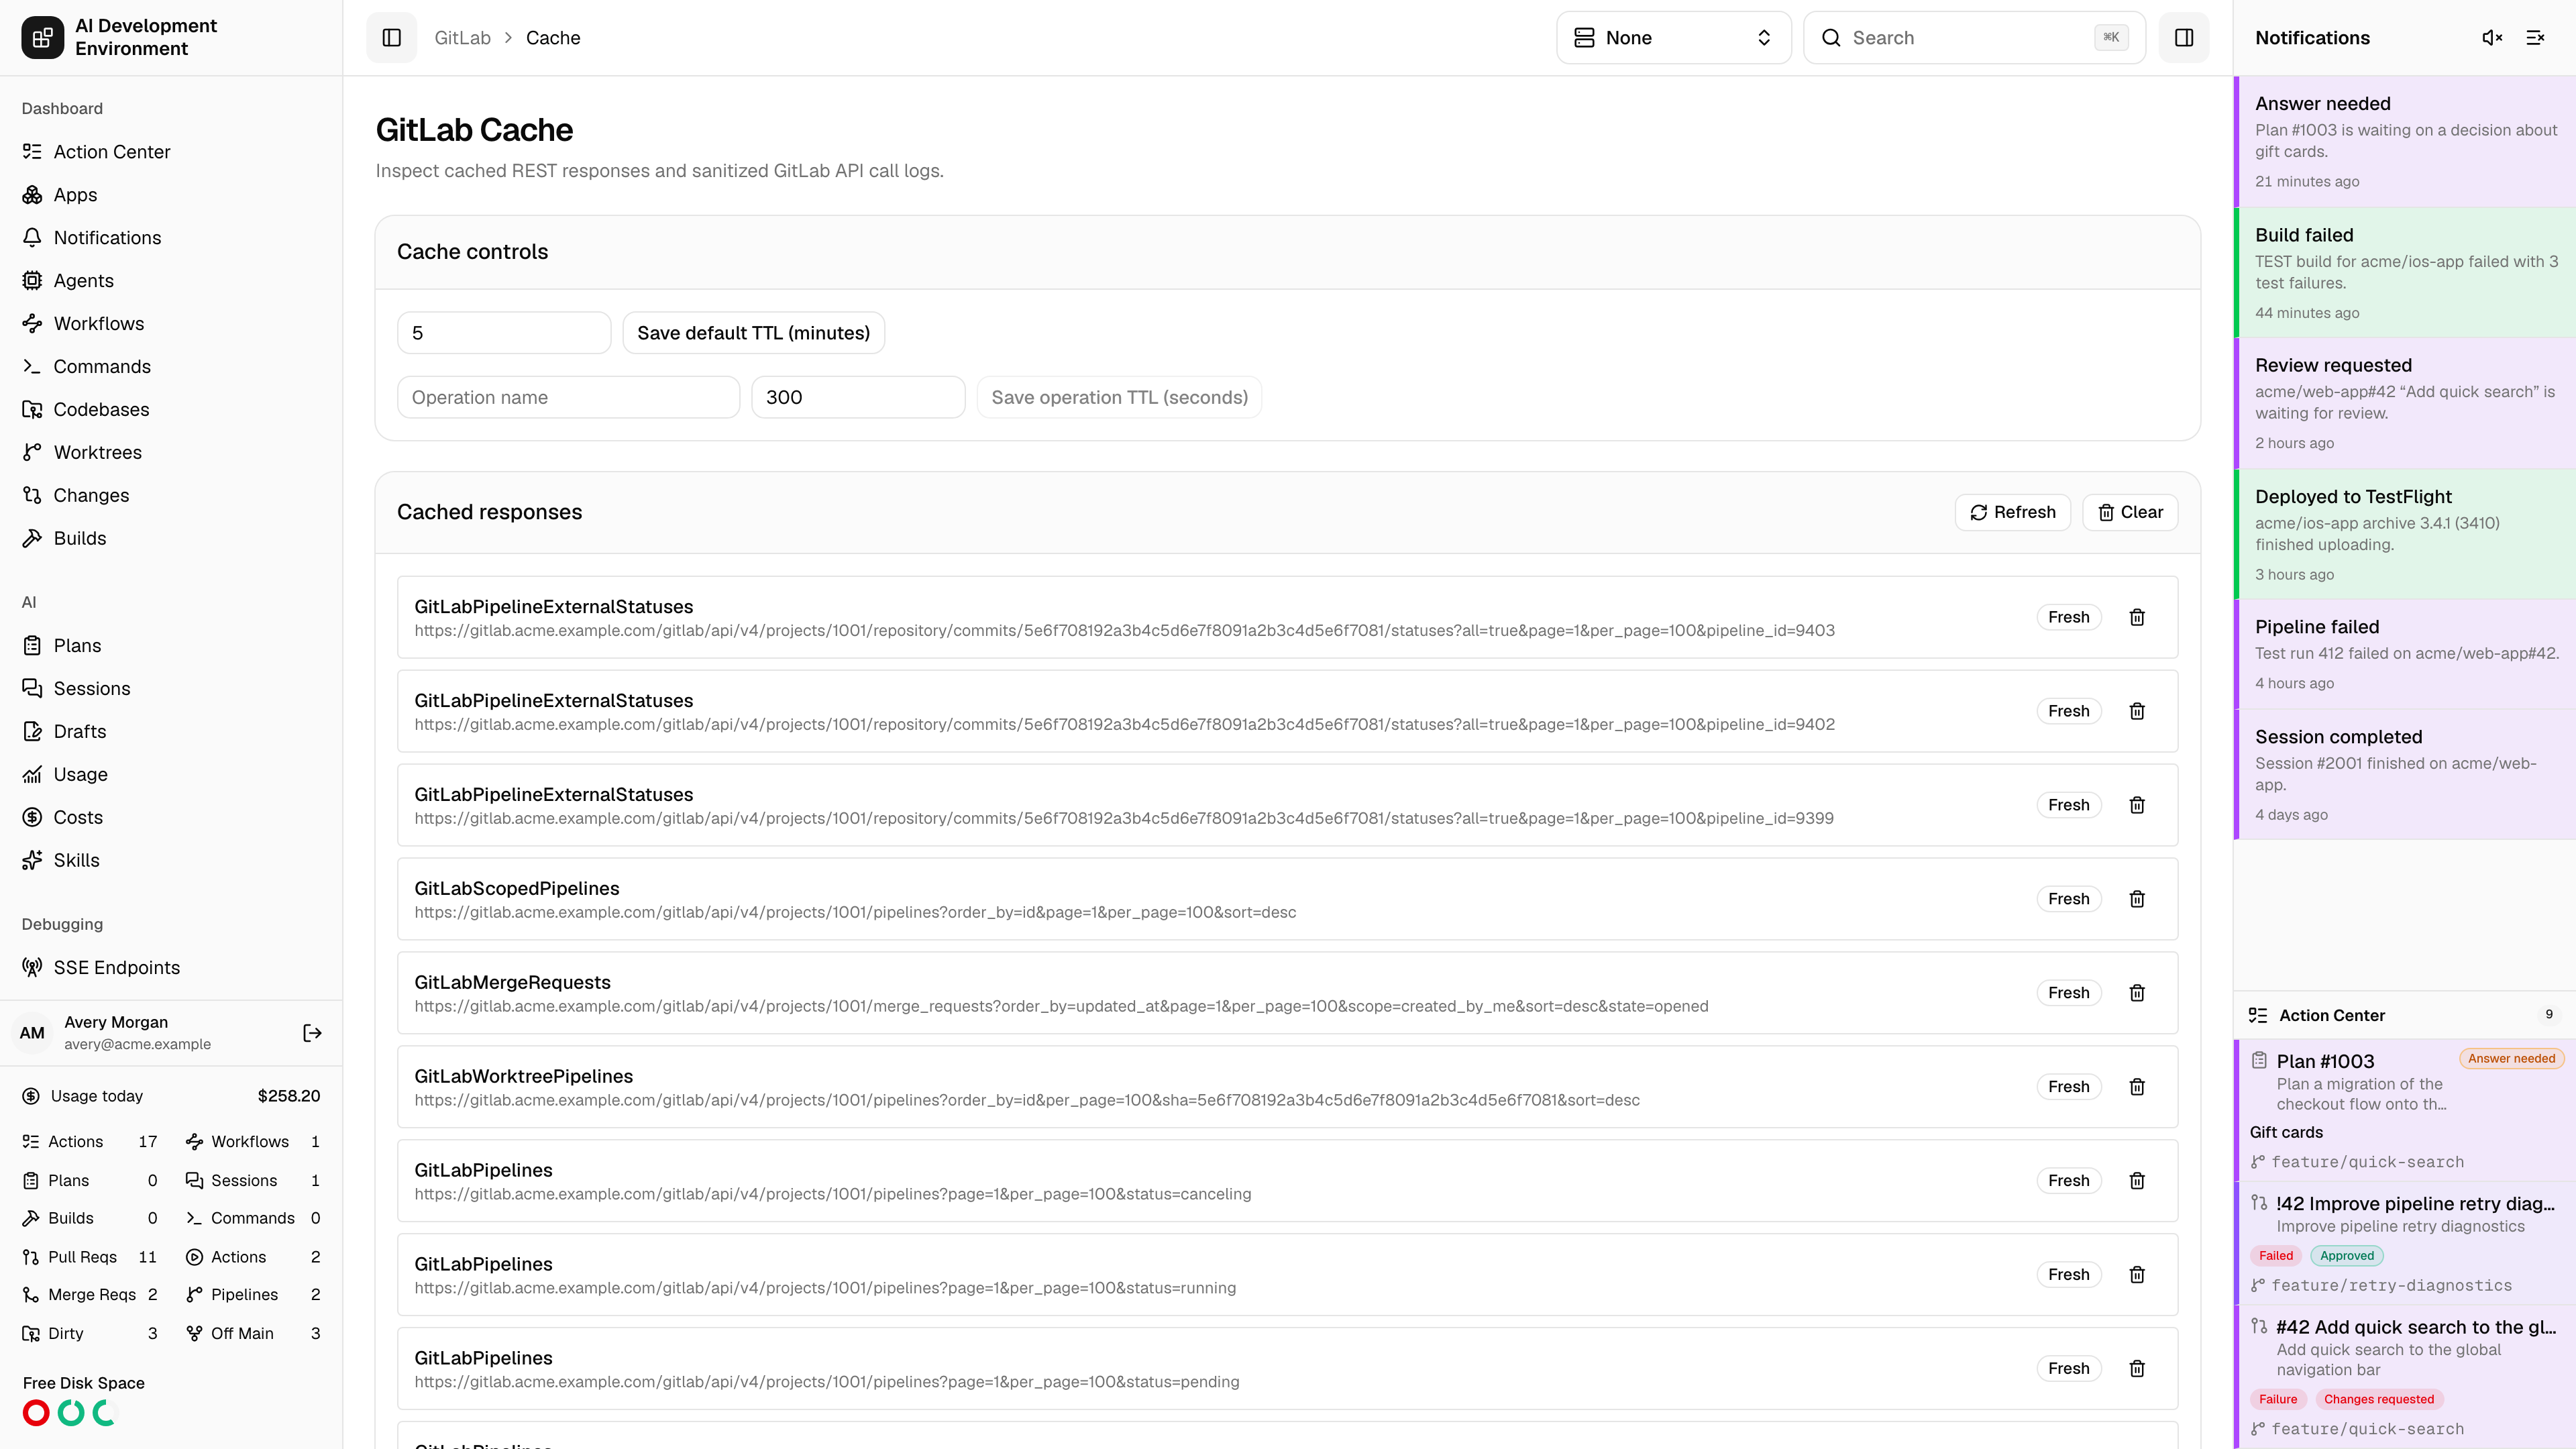 AI Development
Environment
Dashboard
Action Center
Apps
Notifications
Agents
Workflows
Commands
Codebases
Worktrees
Changes
Builds
AI
Plans
Sessions
Drafts
Usage
Costs
Skills
Debugging
SSE Endpoints
AM
Avery Morgan
avery@acme.example
Usage today $258.20
Actions 17 Workflows 1
Plans 0 Sessions 1
Builds 0 Commands 0
Pull Reqs 11 Actions 2
Merge Reqs 2 Pipelines 2
Dirty 3 Off Main 3
Free Disk Space
GitLab > Cache
None
Search ⌘K
GitLab Cache
Inspect cached REST responses and sanitized GitLab API call logs.
Cache controls
5 Save default TTL (minutes)
Operation name 300 Save operation TTL (seconds)
Cached responses Refresh Clear
GitLabPipelineExternalStatuses
https://gitlab.acme.example.com/gitlab/api/v4/projects/1001/repository/commits/5e6f708192a3b4c5d6e7f8091a2b3c4d5e6f7081/statuses?all=true&page=1&per_page=100&pipeline_id=9403
Fresh
GitLabPipelineExternalStatuses
https://gitlab.acme.example.com/gitlab/api/v4/projects/1001/repository/commits/5e6f708192a3b4c5d6e7f8091a2b3c4d5e6f7081/statuses?all=true&page=1&per_page=100&pipeline_id=9402
Fresh
GitLabPipelineExternalStatuses
https://gitlab.acme.example.com/gitlab/api/v4/projects/1001/repository/commits/5e6f708192a3b4c5d6e7f8091a2b3c4d5e6f7081/statuses?all=true&page=1&per_page=100&pipeline_id=9399
Fresh
GitLabScopedPipelines
https://gitlab.acme.example.com/gitlab/api/v4/projects/1001/pipelines?order_by=id&page=1&per_page=100&sort=desc
Fresh
GitLabMergeRequests
https://gitlab.acme.example.com/gitlab/api/v4/projects/1001/merge_requests?order_by=updated_at&page=1&per_page=100&scope=created_by_me&sort=desc&state=opened
Fresh
GitLabWorktreePipelines
https://gitlab.acme.example.com/gitlab/api/v4/projects/1001/pipelines?order_by=id&per_page=100&sha=5e6f708192a3b4c5d6e7f8091a2b3c4d5e6f7081&sort=desc
Fresh
GitLabPipelines
https://gitlab.acme.example.com/gitlab/api/v4/projects/1001/pipelines?page=1&per_page=100&status=canceling
Fresh
GitLabPipelines
https://gitlab.acme.example.com/gitlab/api/v4/projects/1001/pipelines?page=1&per_page=100&status=running
Fresh
GitLabPipelines
https://gitlab.acme.example.com/gitlab/api/v4/projects/1001/pipelines?page=1&per_page=100&status=pending
Fresh
GitLabPipelines
Notifications
Answer needed
Plan #1003 is waiting on a decision about
gift cards.
21 minutes ago
Build failed
TEST build for acme/ios-app failed with 3
test failures.
44 minutes ago
Review requested
acme/web-app#42 “Add quick search” is
waiting for review.
2 hours ago
Deployed to TestFlight
acme/ios-app archive 3.4.1 (3410)
finished uploading.
3 hours ago
Pipeline failed
Test run 412 failed on acme/web-app#42.
4 hours ago
Session completed
Session #2001 finished on acme/web-
app.
4 days ago
Action Center 9
Plan #1003 Answer needed
Plan a migration of the
checkout flow onto th...
Gift cards
feature/quick-search
!42 Improve pipeline retry diag...
Improve pipeline retry diagnostics
Failed Approved
feature/retry-diagnostics
#42 Add quick search to the gl...
Add quick search to the global
navigation bar
Failure Changes requested
feature/quick-search